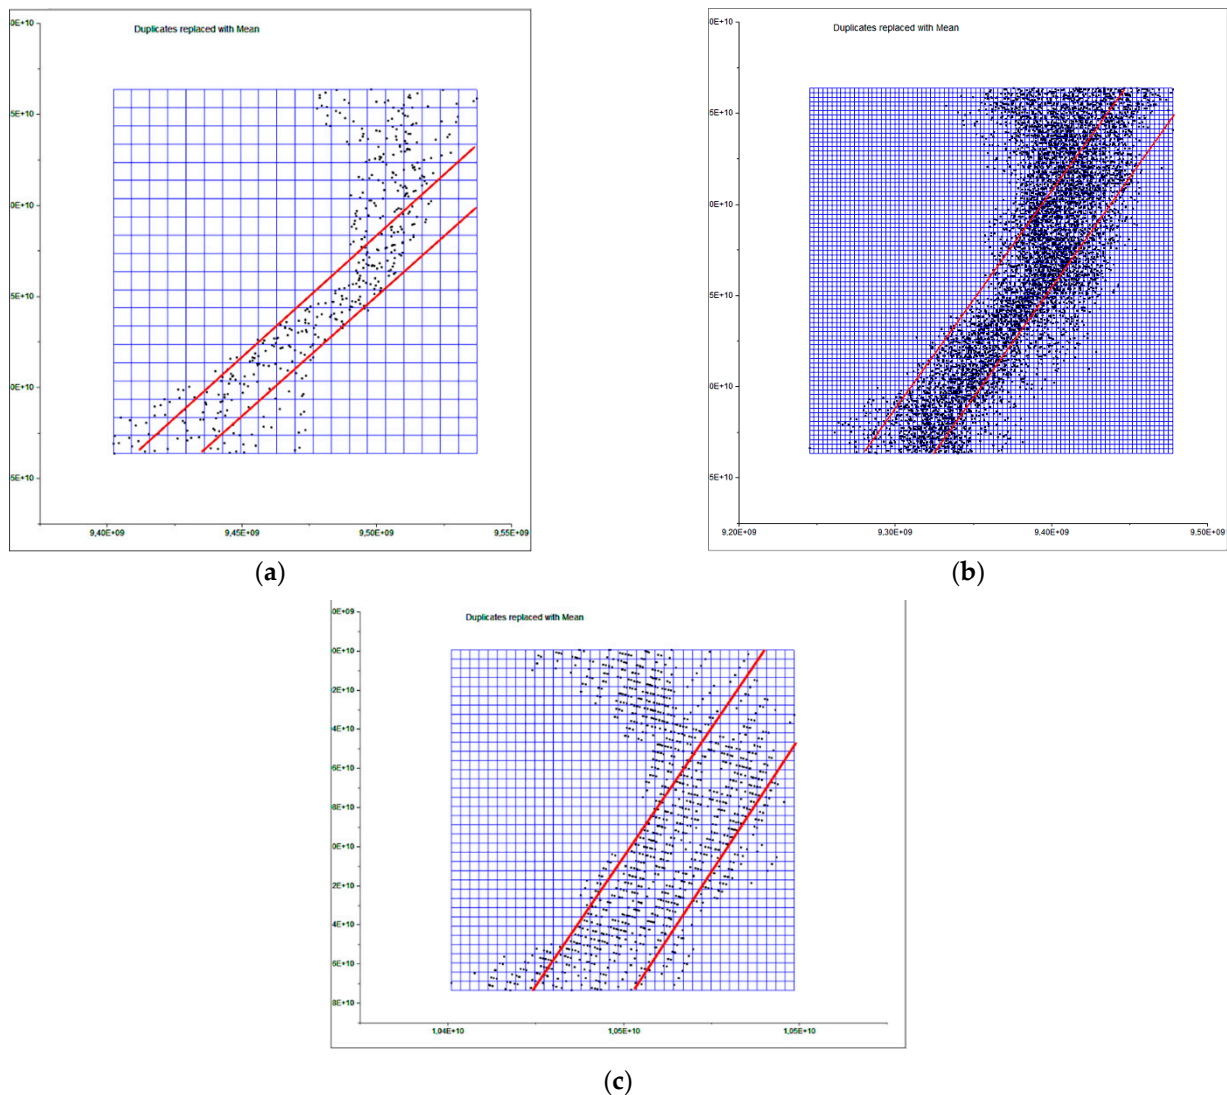 Duplicates replaced with Mean
0E+10
5E+10
0E+10
5E+10
0E+10
5E+10
9,40E+09 9,45E+09 9,50E+09 9,55E+09
(a)
Duplicates replaced with Mean
0E+10
5E+10
0E+10
5E+10
0E+10
5E+10
9,20E+09 9,30E+09 9,40E+09 9,50E+09
(b)
Duplicates replaced with Mean
0E+09
0E+10
2E+10
4E+10
6E+10
8E+10
0E+10
2E+10
4E+10
6E+10
8E+10
1,04E+10 1,05E+10 1,05E+10
(c)